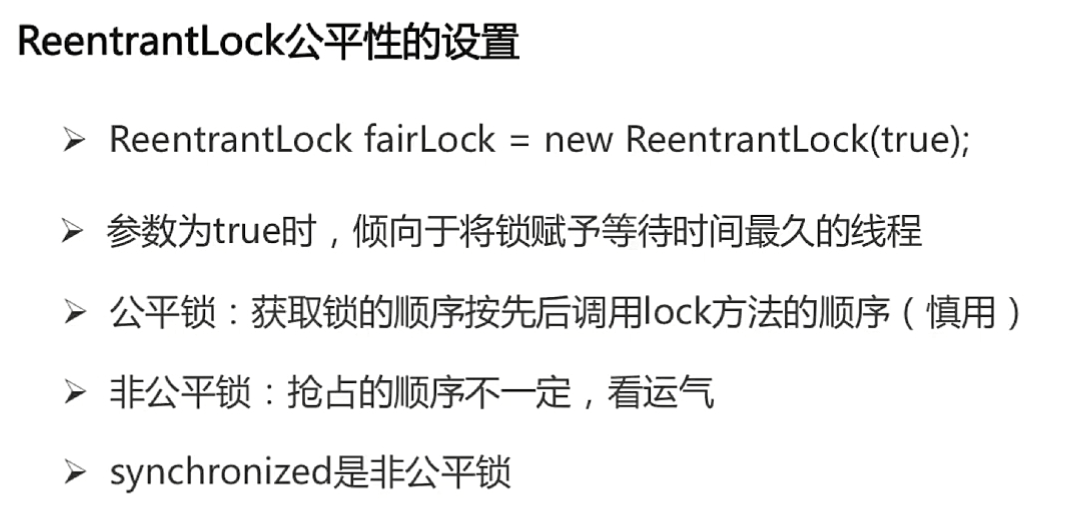 ReentrantLock公平性的设置
➢ ReentrantLock fairLock = new ReentrantLock(true);
➢ 参数为true时，倾向于将锁赋予等待时间最久的线程
➢ 公平锁：获取锁的顺序按先后调用lock方法的顺序（慎用）
➢ 非公平锁：抢占的顺序不一定，看运气
➢ synchronized是非公平锁